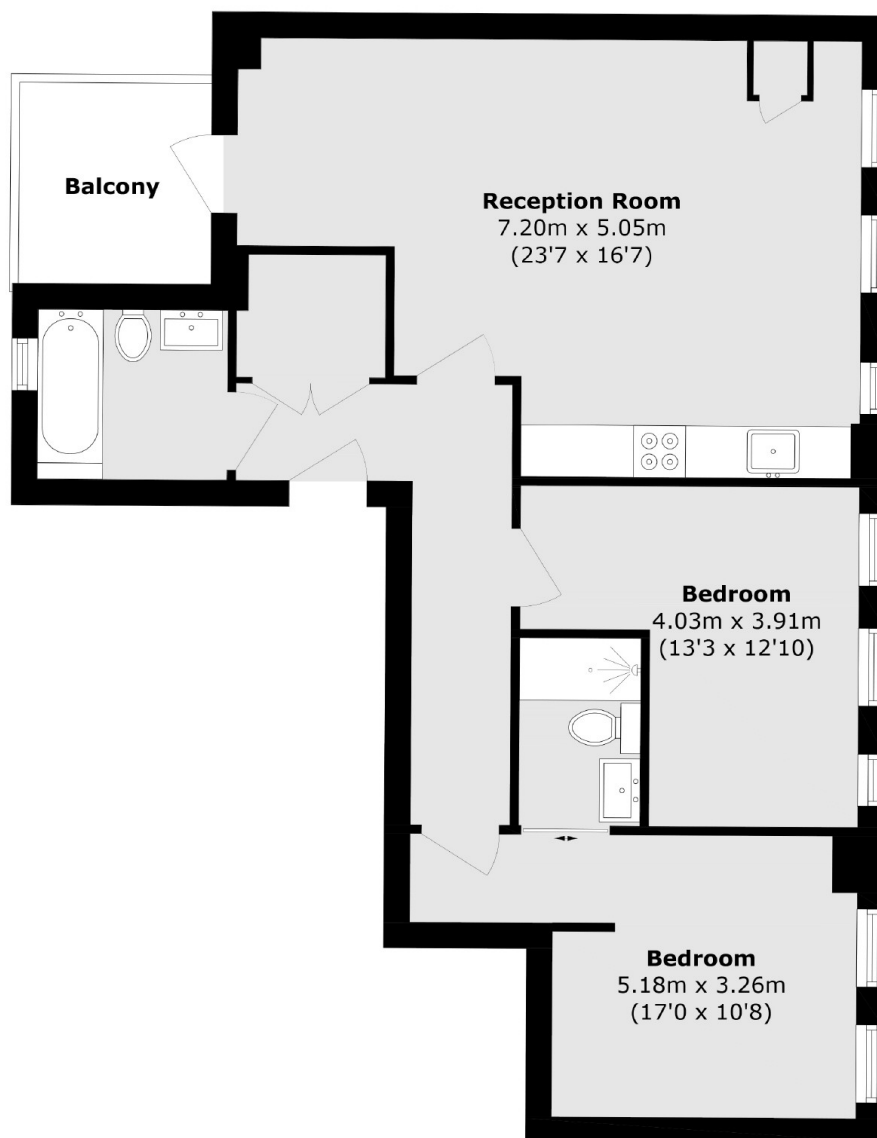 Balcony
Reception Room
7.20m x 5.05m
(23'7 x 16'7)
Bedroom
4.03m x 3.91m
(13'3 x 12'10)
Bedroom
5.18m x 3.26m
(17'0 x 10'8)